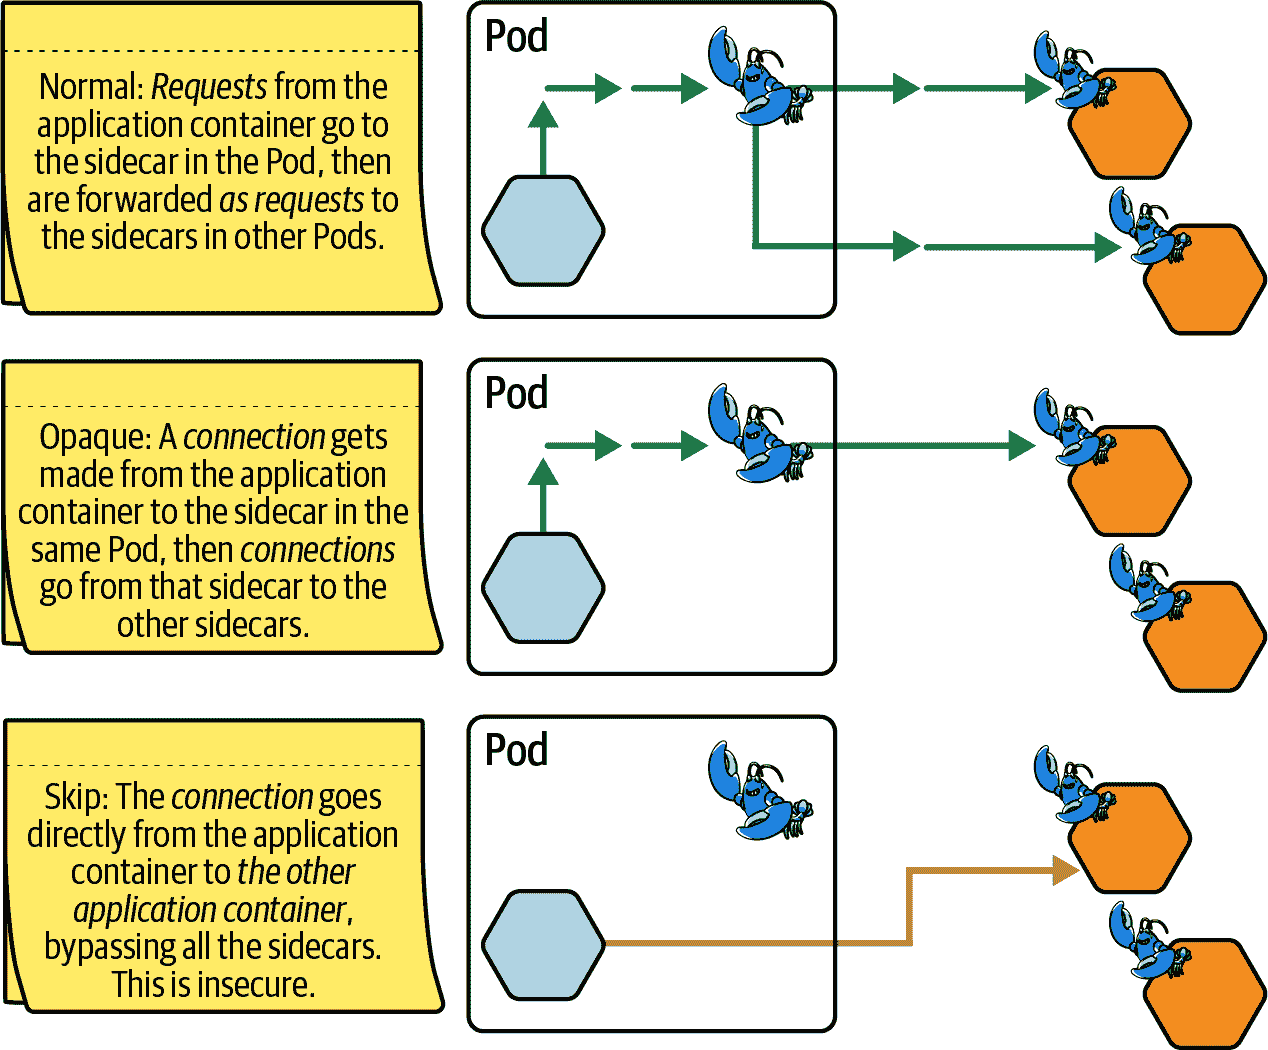 Normal: Requests from the
application container go to
the sidecar in the Pod, then
are forwarded as requests to
the sidecars in other Pods.
Pod
Opaque: A connection gets
made from the application
container to the sidecar in the
same Pod, then connections
go from that sidecar to the
other sidecars.
Pod
Skip: The connection goes
directly from the application
container to the other
application container,
bypassing all the sidecars.
This is insecure.
Pod